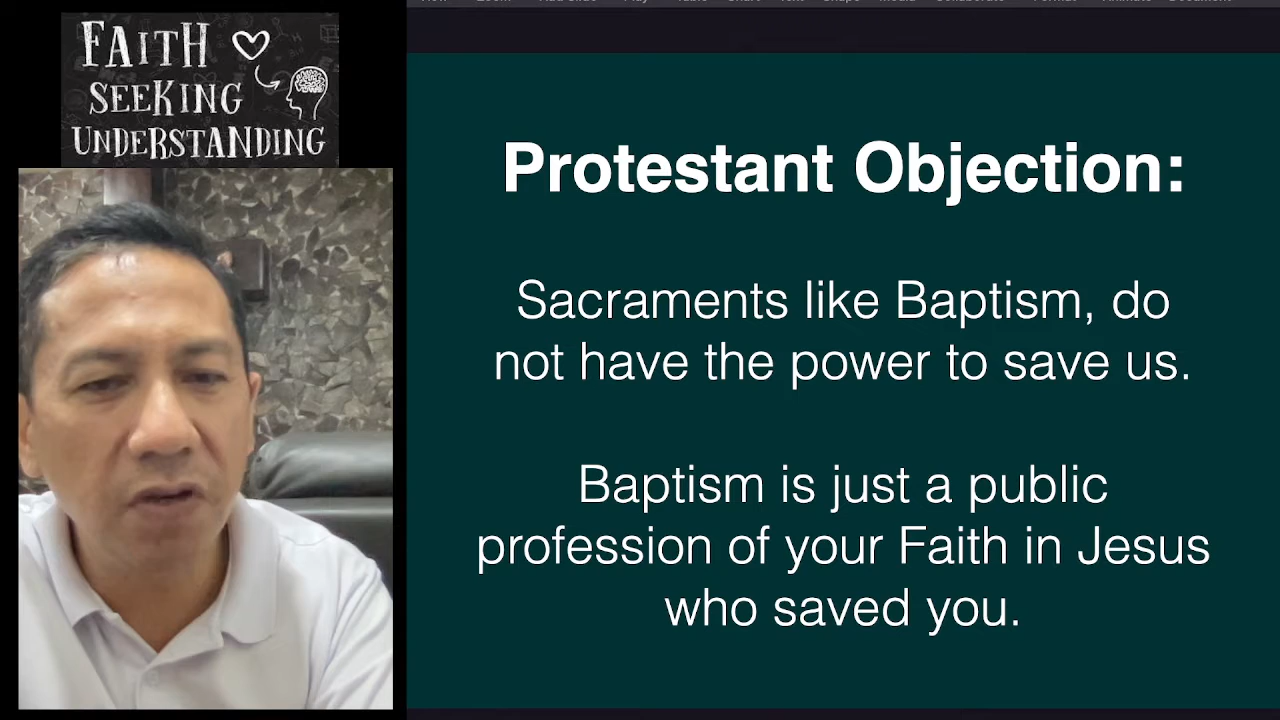 FAITH
SEEKING
UNDERSTANDING
Protestant Objection:
Sacraments like Baptism, do
not have the power to save us.
Baptism is just a public
profession of your Faith in Jesus
who saved you.